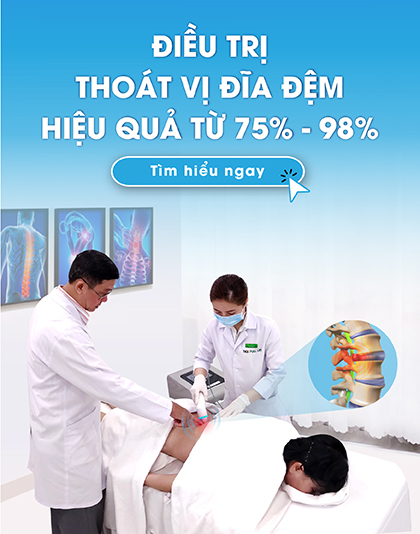 ĐIỀU TRỊ
THOÁT VỊ ĐĨA ĐỆM
HIỆU QUẢ TỪ 75% - 98%
Tìm hiểu ngay